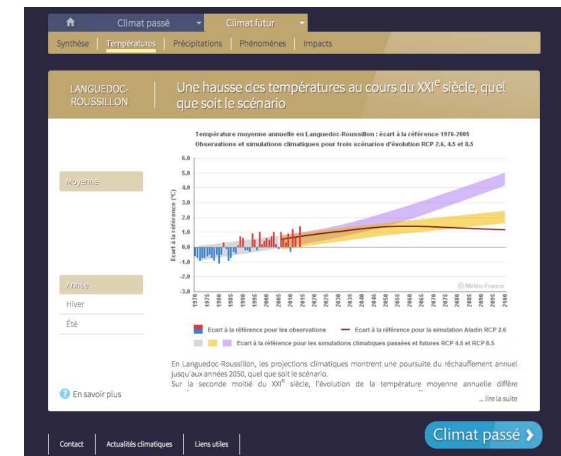 Climat passé
Climat futur
Synthèse
Températures
Précipitations
Phénomènes
Impacts
LANGUEDOC-
ROUSSILLON
Une hausse des températures au cours du XXIe siècle, quel
que soit le scénario
Température moyenne annuelle en Languedoc-Roussillon : écart à la référence 1976-2005
Observations et simulations climatiques pour trois scénarios d'évolution RCP 2.6, 4.5 et 8.5
Moyenne
Année
Hiver
Été
Ecart à la référence (°C)
6.0
5.0
4.0
3.0
2.0
1.0
0.0
-1.0
-2.0
-3.0
©Météo-France
1970
1975
1980
1985
1990
1995
2000
2005
2010
2015
2020
2025
2030
2035
2040
2045
2050
2055
2060
2065
2070
2075
2080
2085
2090
2095
2100
Ecart à la référence pour les observations
Ecart à la référence pour la simulation Aladin RCP 2.6
Ecart à la référence pour les simulations climatiques passées et futures RCP 4.5 et RCP 8.5
En Languedoc-Roussillon, les projections climatiques montrent une poursuite du réchauffement annuel
jusqu'aux années 2050, quel que soit le scénario.
Sur la seconde moitié du XXIe siècle, l'évolution de la température moyenne annuelle diffère
En savoir plus
... lire la suite
Climat passé
Contact
Actualités climatiques
Liens utiles